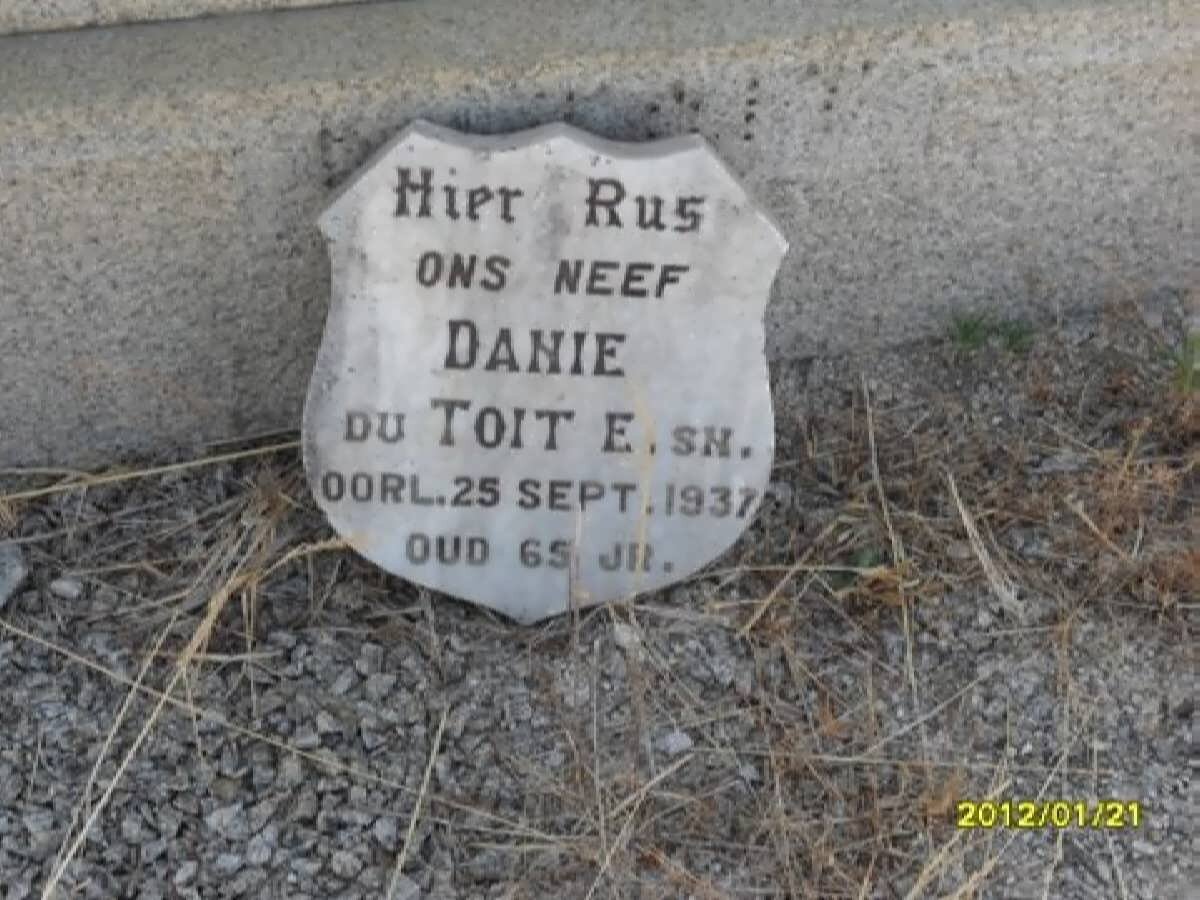 Hier Rus
ONS NEEF
DANIE
DU TOIT E.SN.
OORL.25 SEPT.1937
OUD 65 JR.
2012/01/21